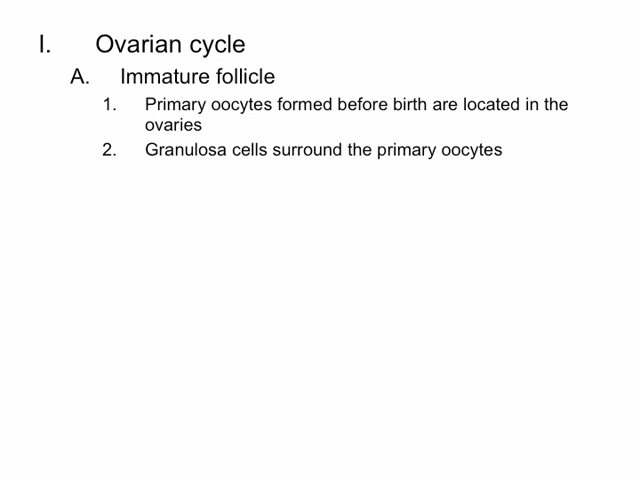 I. Ovarian cycle
A. Immature follicle
1. Primary oocytes formed before birth are located in the
ovaries
2. Granulosa cells surround the primary oocytes